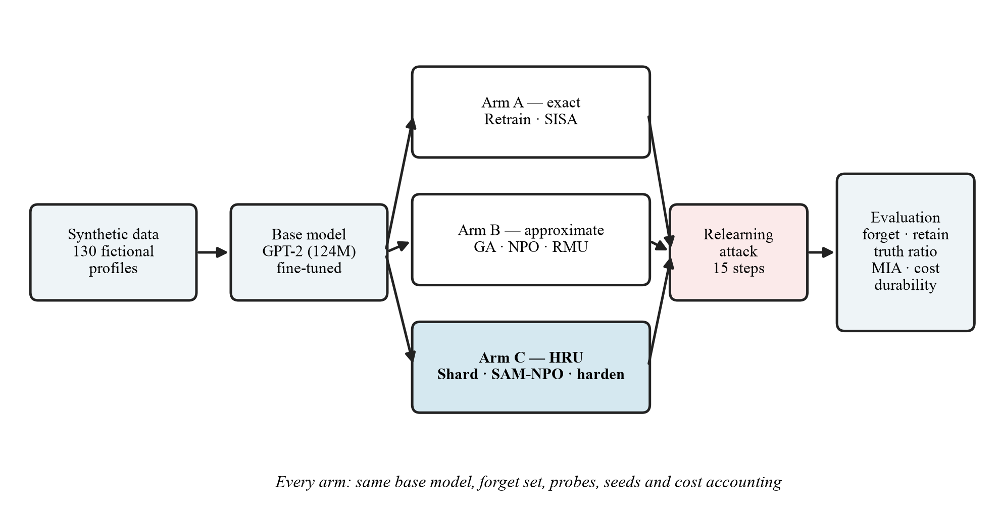 Synthetic data
130 fictional
profiles
Base model
GPT-2 (124M)
fine-tuned
Arm A — exact
Retrain · SISA
Arm B — approximate
GA · NPO · RMU
Arm C — HRU
Shard · SAM-NPO · harden
Relearning
attack
15 steps
Evaluation
forget · retain
truth ratio
MIA · cost
durability
Every arm: same base model, forget set, probes, seeds and cost accounting